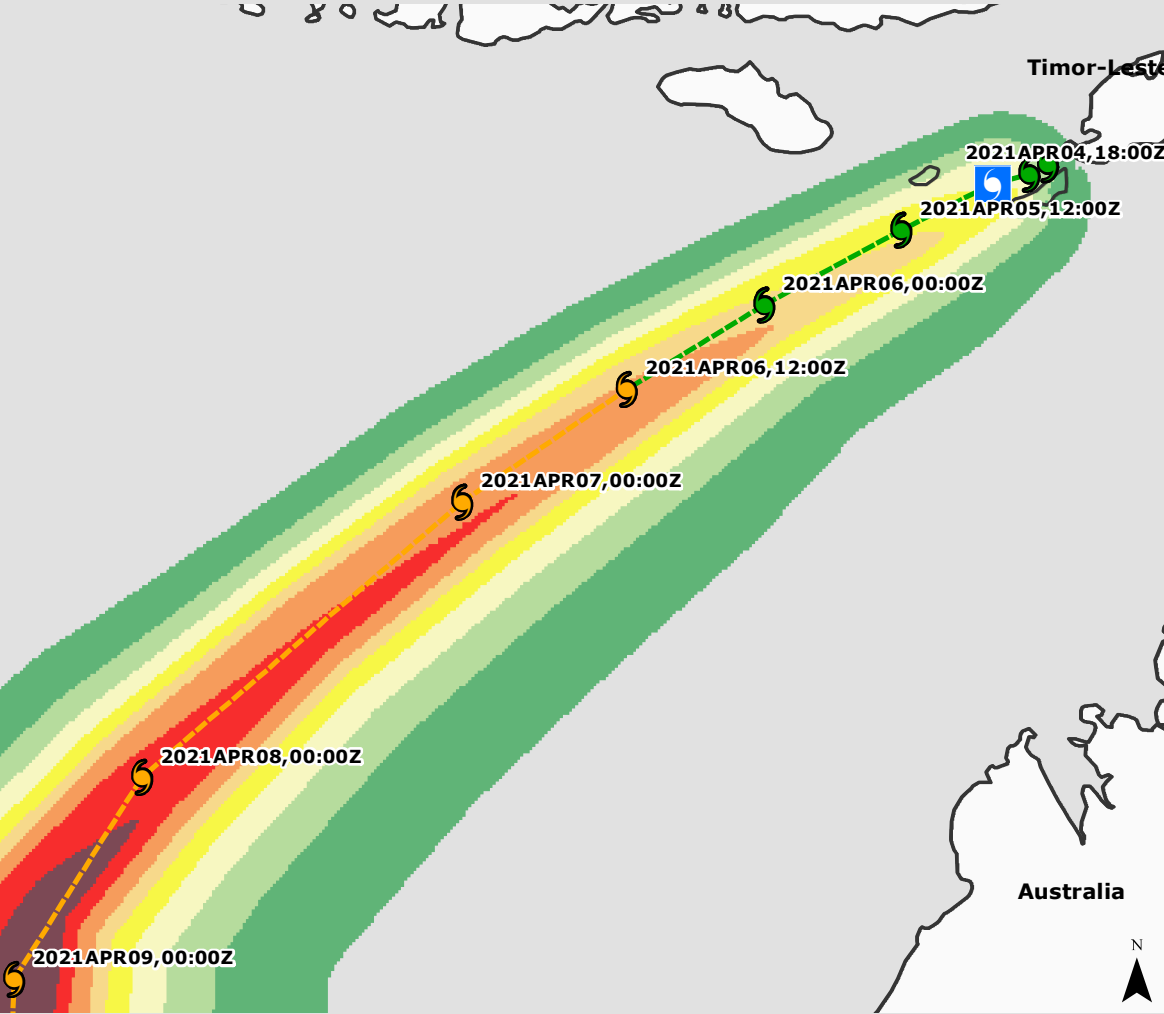 Timor-Leste
2021APR04,18:00Z
2021APR05,12:00Z
2021APR06,00:00Z
2021APR06,12:00Z
2021APR07,00:00Z
2021APR08,00:00Z
Australia
N
2021APR09,00:00Z